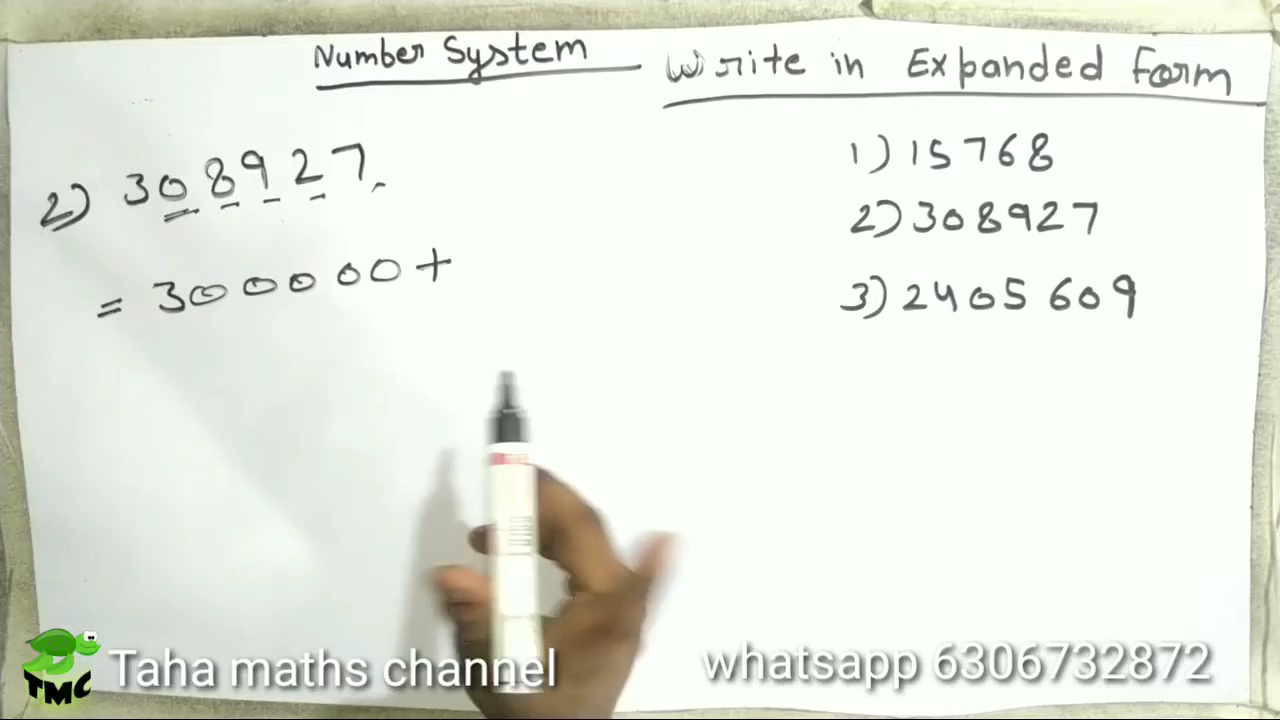 Number System
Write in Expanded form
2) 308927
= 300000+
1) 15768
2) 308927
3) 2405609
TMC
Taha maths channel
whatsapp 6306732872